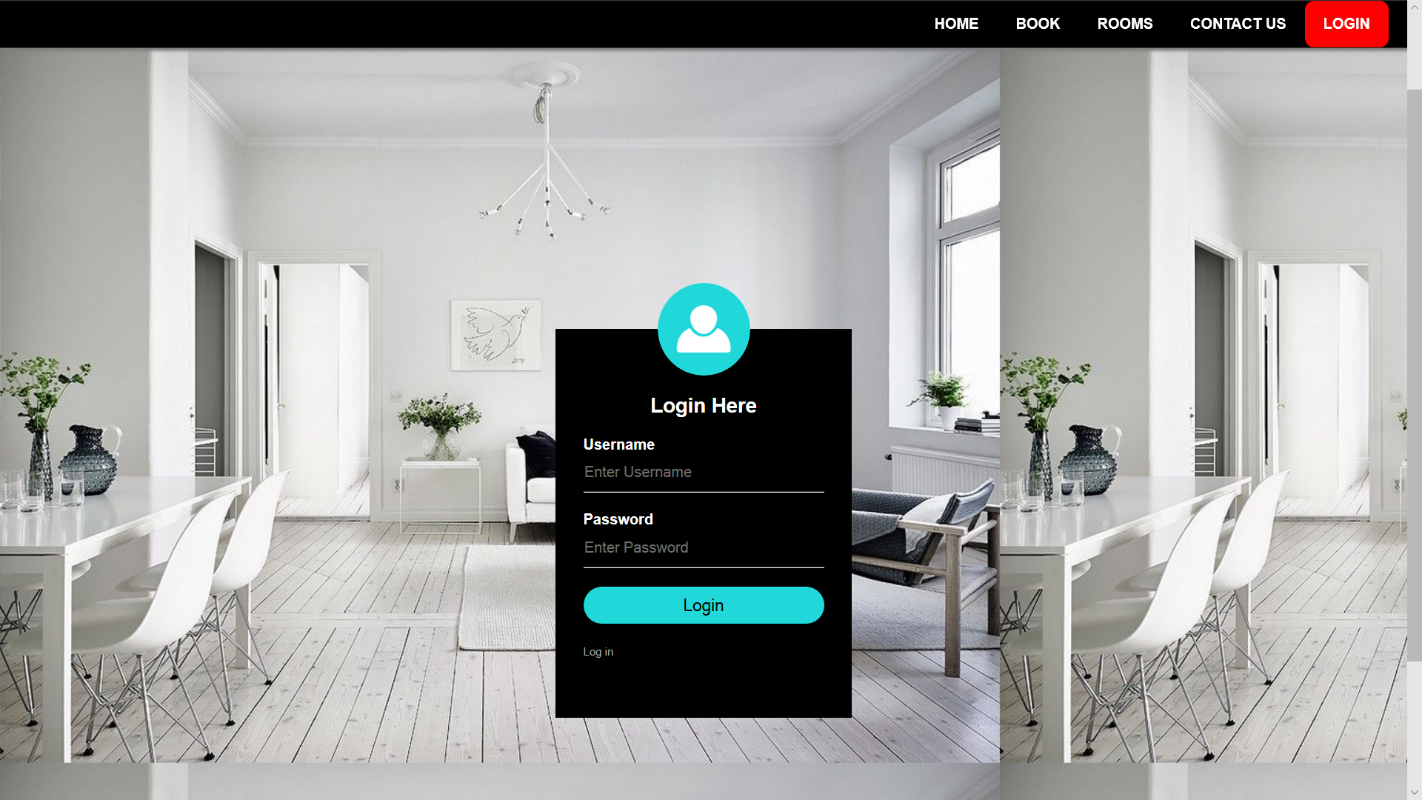 HOME BOOK ROOMS CONTACT US LOGIN
Login Here
Username
Enter Username
Password
Enter Password
Login
Log in